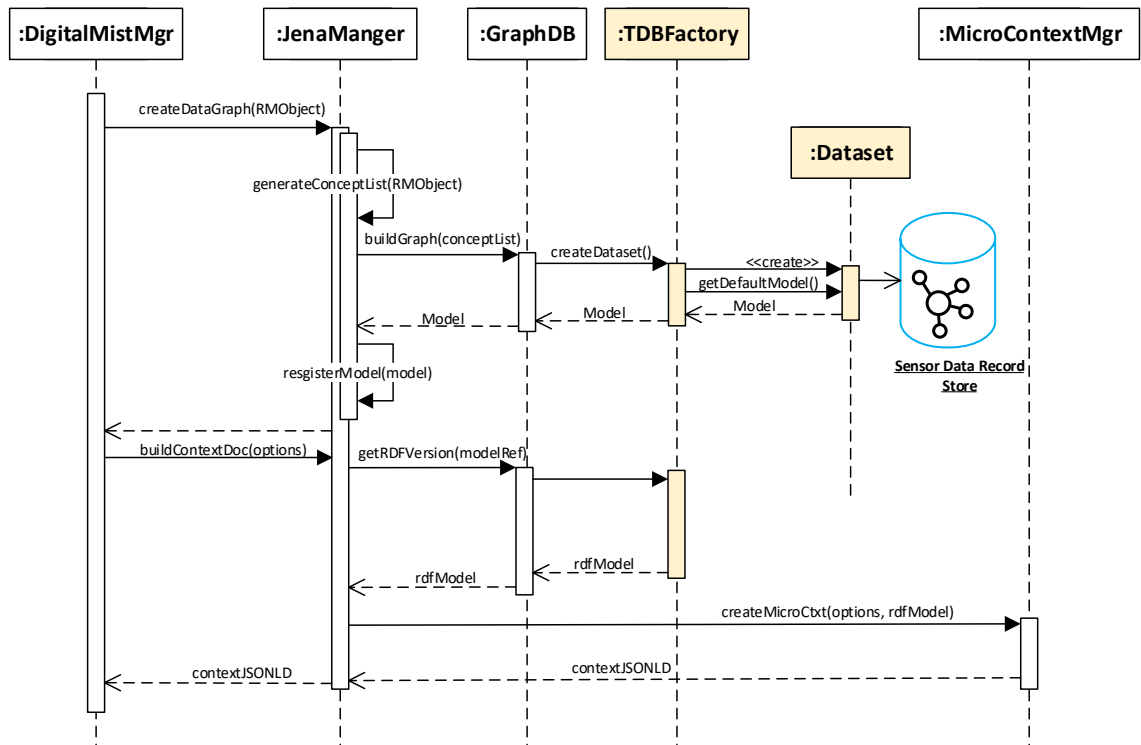 :DigitalMistMgr
:JenaManger
:GraphDB
:TDBFactory
:MicroContextMgr
createDataGraph(RMObject)
:Dataset
generateConceptList(RMObject)
buildGraph(conceptList)
createDataset()
<<create>>
getDefaultModel()
Model
Model
Model
resgisterModel(model)
Sensor Data Record
Store
buildContextDoc(options)
getRDFVersion(modelRef)
rdfModel
rdfModel
createMicroCtxt(options, rdfModel)
contextJSONLD
contextJSONLD